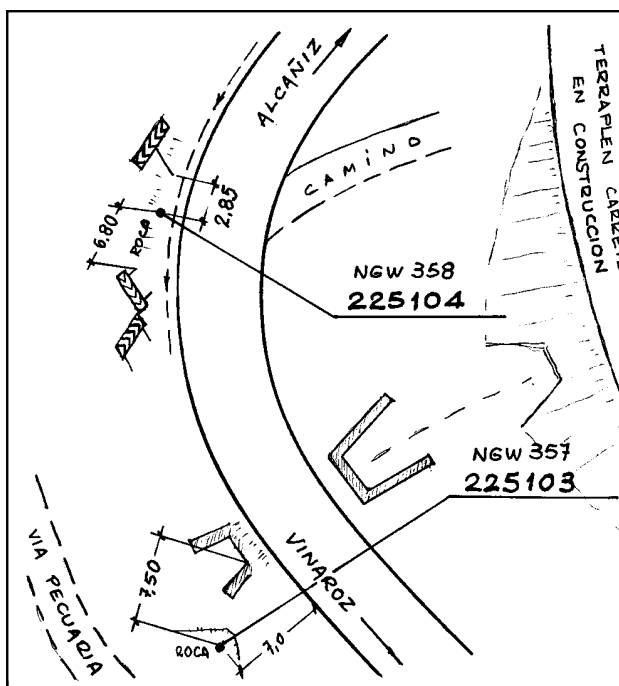 ALCAÑIZ
TERRAPLEN CARRETE
EN CONSTRUCCION
CAMINO
2.85
6.80
ROCA
NGW 358
225104
NGW 357
225103
VINAROZ
7,50
VIA PECUARIA
ROCA
7,0